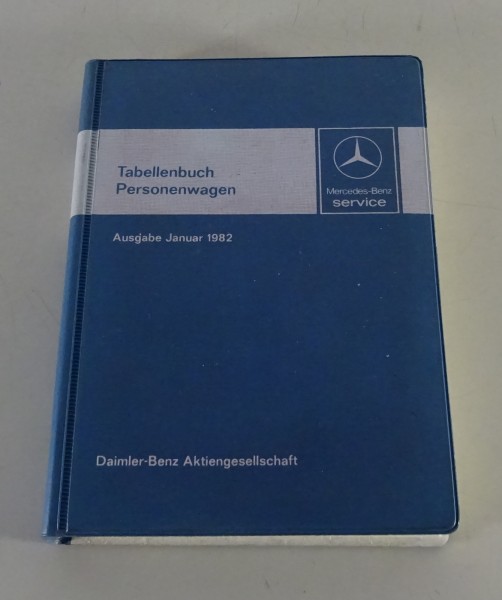 Tabellenbuch
Personenwagen
Mercedes-Benz
service
Ausgabe Januar 1982
Daimler-Benz Aktiengesellschaft